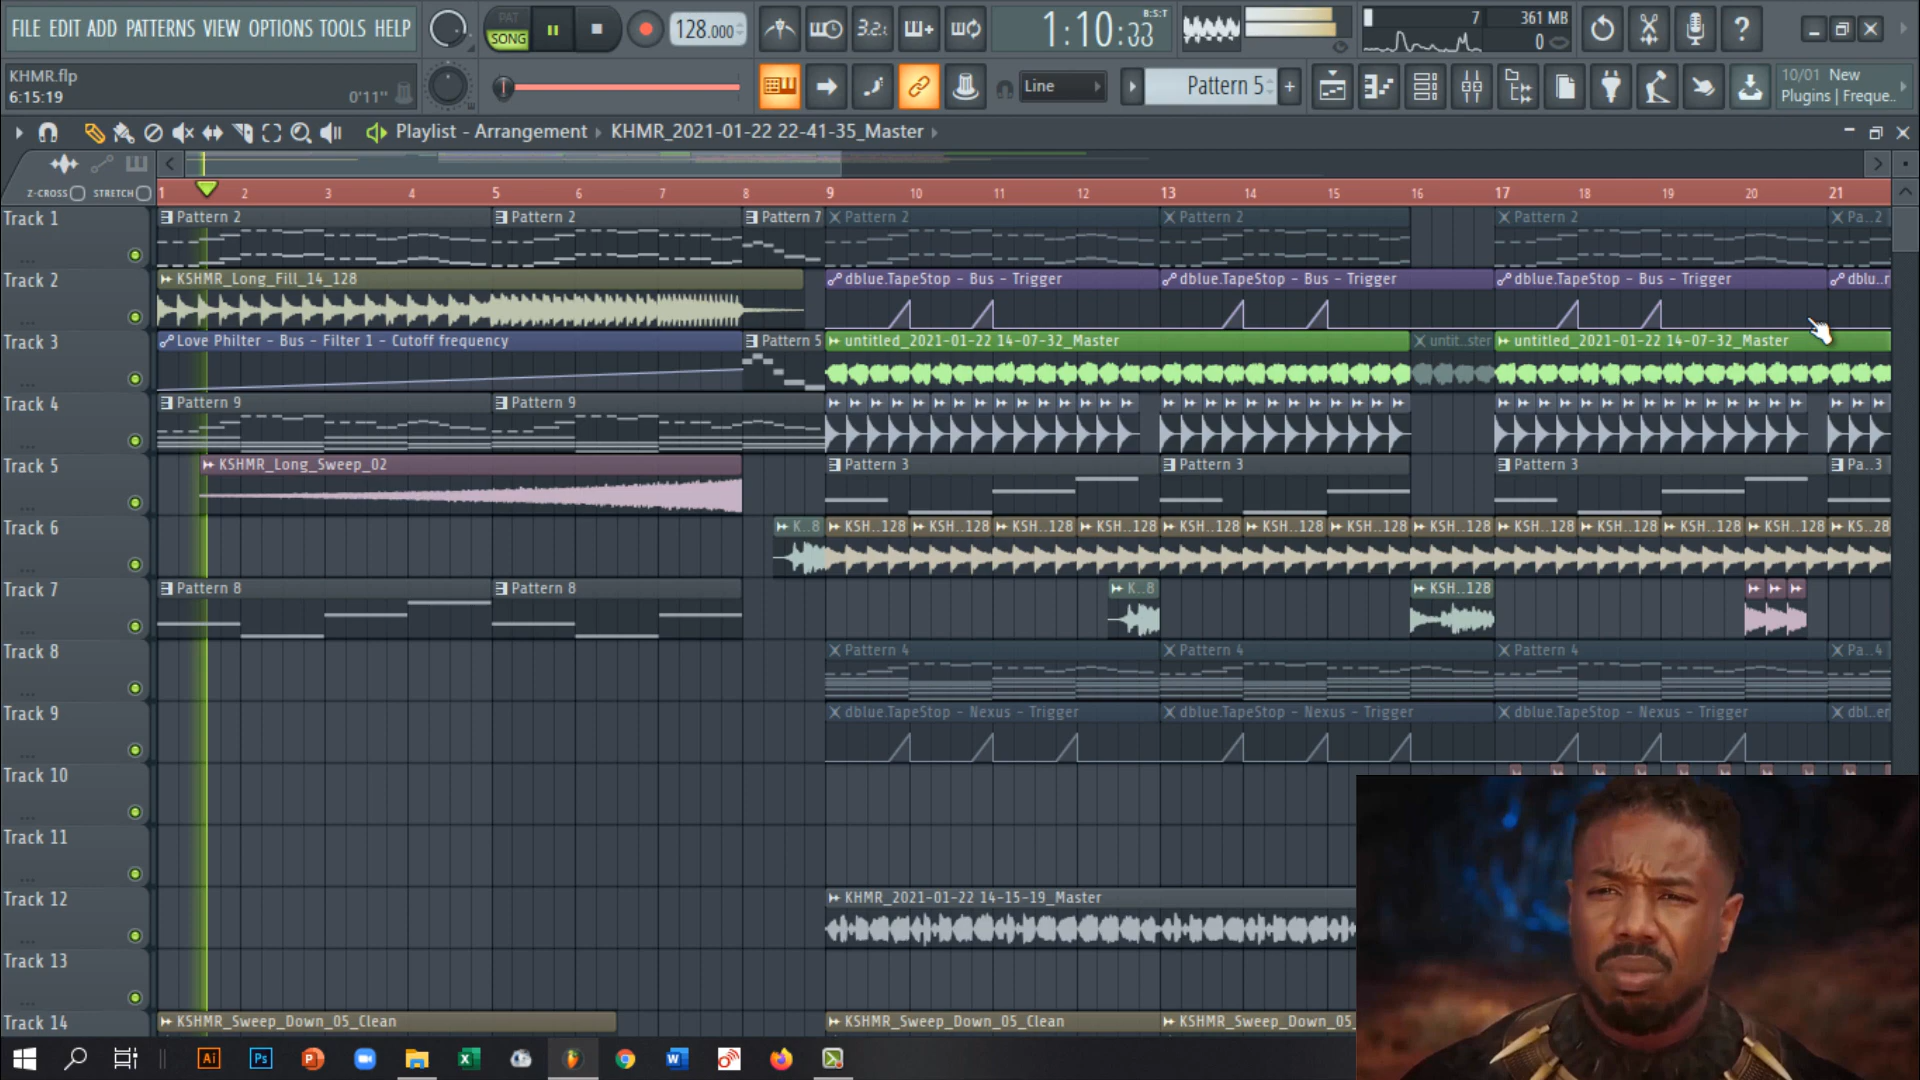 FILE EDIT ADD PATTERNS VIEW OPTIONS TOOLS HELP
PAT
SONG
128.000
3.2:
1:10:33
B:S:T
7
361 MB
0
KHMR.flp
6:15:19
0'11"
Line
Pattern 5
10/01 New
Plugins | Freque..
Playlist - Arrangement
KHMR_2021-01-22 22-41-35_Master
Z-CROSS
STRETCH
1 2 3 4 5 6 7 8 9 10 11 12 13 14 15 16 17 18 19 20 21
Track 1
Pattern 2
Pattern 2
Pattern 7
Pattern 2
Pattern 2
Pattern 2
Pa..2
Track 2
KSHMR_Long_Fill_14_128
dblue.TapeStop - Bus - Trigger
dblue.TapeStop - Bus - Trigger
dblue.TapeStop - Bus - Trigger
dblu..r
Track 3
Love Philter - Bus - Filter 1 - Cutoff frequency
Pattern 5
untitled_2021-01-22 14-07-32_Master
untit..ster
untitled_2021-01-22 14-07-32_Master
Track 4
Pattern 9
Pattern 9
Track 5
KSHMR_Long_Sweep_02
Pattern 3
Pattern 3
Pattern 3
Pa..3
Track 6
K..8
KSH..128
KSH..128
KSH..128
KSH..128
KSH..128
KSH..128
KSH..128
KSH..128
KSH..128
KSH..128
KSH..128
KSH..128
KS..28
Track 7
Pattern 8
Pattern 8
K..8
KSH..128
Track 8
Pattern 4
Pattern 4
Pattern 4
Pa..4
Track 9
dblue.TapeStop - Nexus - Trigger
dblue.TapeStop - Nexus - Trigger
dblue.TapeStop - Nexus - Trigger
dbl..er
Track 10
Track 11
Track 12
KHMR_2021-01-22 14-15-19_Master
Track 13
Track 14
KSHMR_Sweep_Down_05_Clean
KSHMR_Sweep_Down_05_Clean
KSHMR_Sweep_Down_05_
Ai
Ps